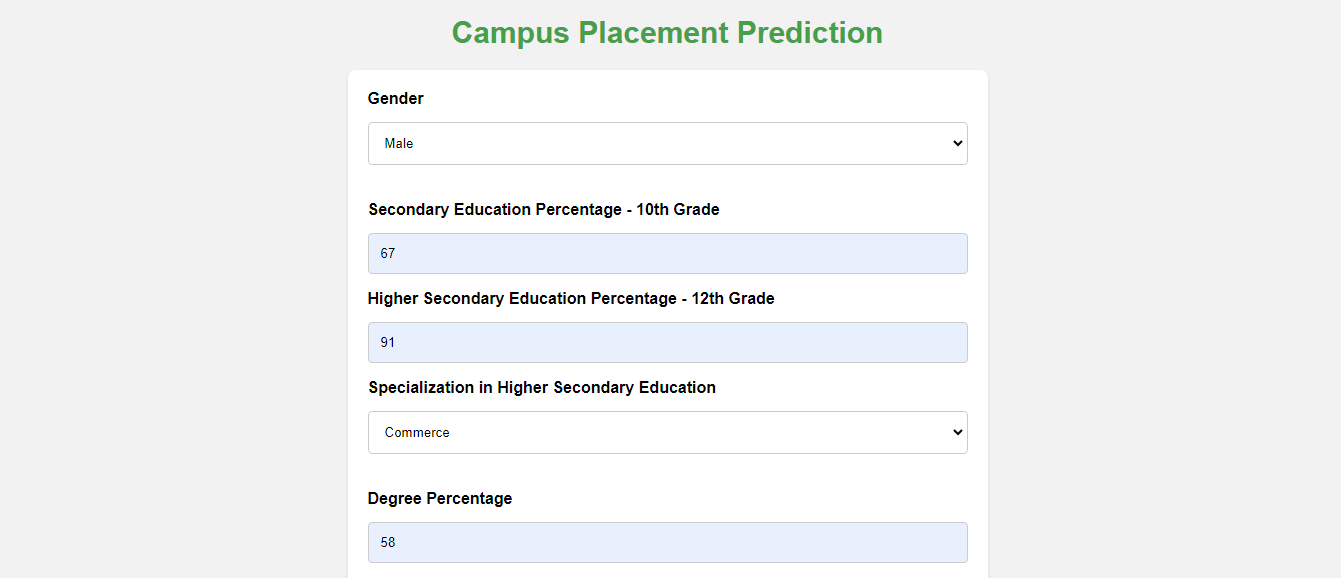 Campus Placement Prediction
Gender
Male
Secondary Education Percentage - 10th Grade
67
Higher Secondary Education Percentage - 12th Grade
91
Specialization in Higher Secondary Education
Commerce
Degree Percentage
58